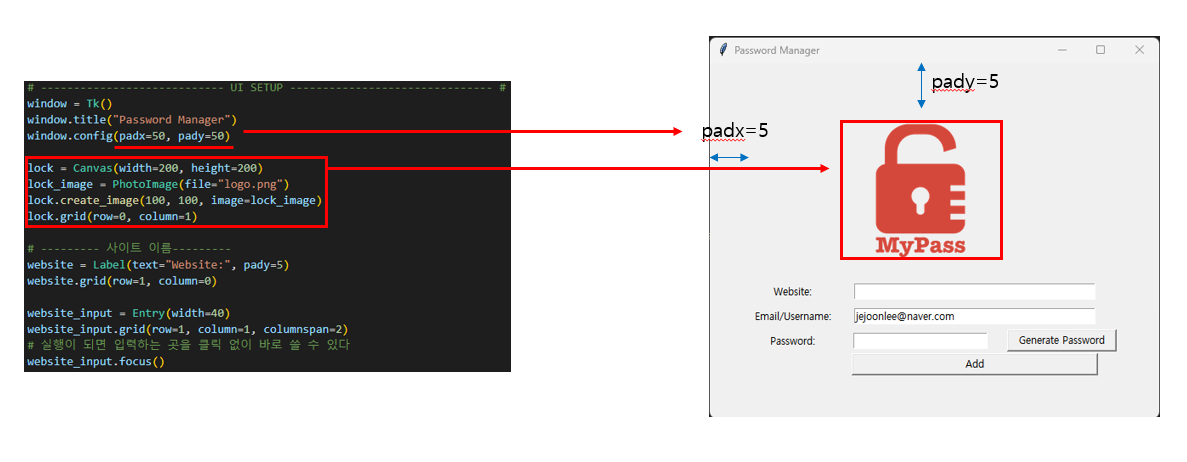 # --------------------------- UI SETUP ------------------------------ #
window = Tk()
window.title("Password Manager")
window.config(padx=50, pady=50)
lock = Canvas(width=200, height=200)
lock_image = PhotoImage(file="logo.png")
lock.create_image(100, 100, image=lock_image)
lock.grid(row=0, column=1)
# --------- 사이트 이름---------
website = Label(text="Website:", pady=5)
website.grid(row=1, column=0)
website_input = Entry(width=40)
website_input.grid(row=1, column=1, columnspan=2)
# 실행이 되면 입력하는 곳을 클릭 없이 바로 쓸 수 있다
website_input.focus()
Password Manager
pady=5
padx=5
MyPass
Website:
Email/Username: jejoonlee@naver.com
Password: Generate Password
Add